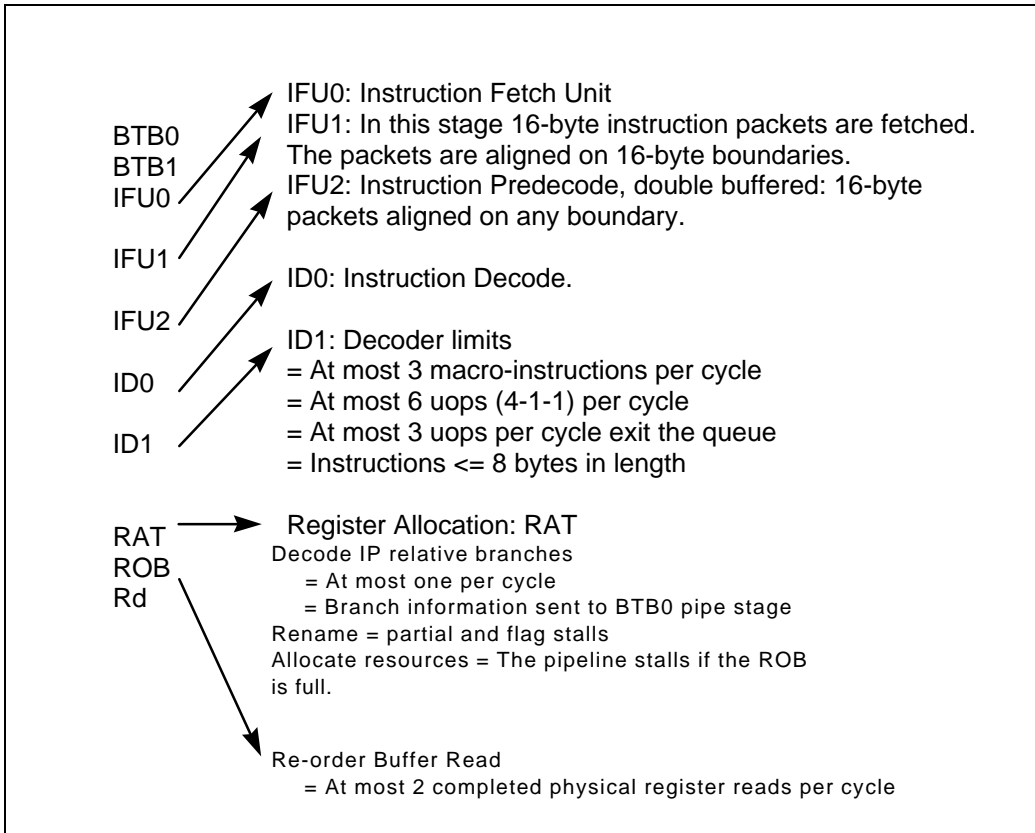 BTB0
BTB1
IFU0
IFU1
IFU2
ID0
ID1
RAT
ROB
Rd
IFU0: Instruction Fetch Unit
IFU1: In this stage 16-byte instruction packets are fetched.
The packets are aligned on 16-byte boundaries.
IFU2: Instruction Predecode, double buffered: 16-byte
packets aligned on any boundary.
ID0: Instruction Decode.
ID1: Decoder limits
= At most 3 macro-instructions per cycle
= At most 6 uops (4-1-1) per cycle
= At most 3 uops per cycle exit the queue
= Instructions <= 8 bytes in length
Register Allocation: RAT
Decode IP relative branches
= At most one per cycle
= Branch information sent to BTB0 pipe stage
Rename = partial and flag stalls
Allocate resources = The pipeline stalls if the ROB
is full.
Re-order Buffer Read
= At most 2 completed physical register reads per cycle